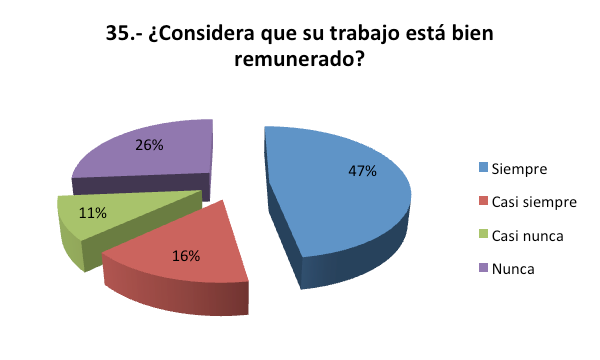 35.- ¿Considera que su trabajo está bien
remunerado?
26%
47%
11%
16%
Siempre
Casi siempre
Casi nunca
Nunca